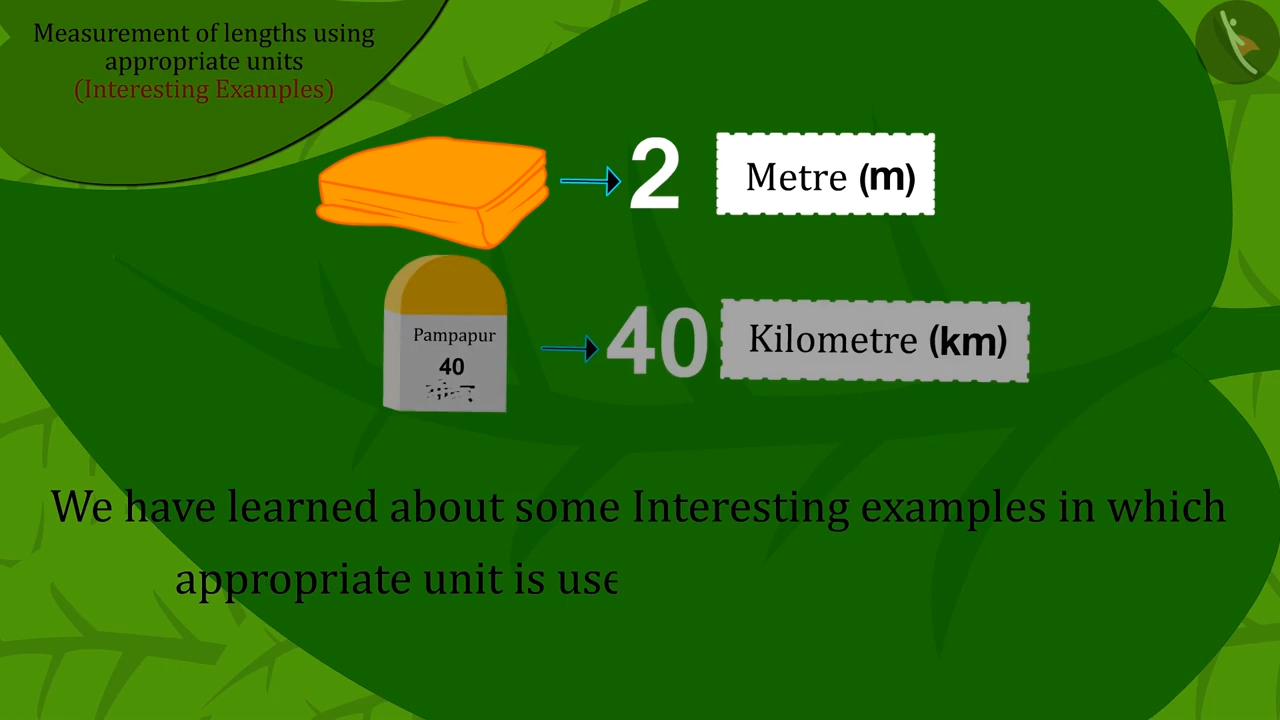 Measurement of lengths using
appropriate units
(Interesting Examples)
2 Metre (m)
Pampapur
40
40 Kilometre (km)
We have learned about some Interesting examples in which
appropriate unit is use